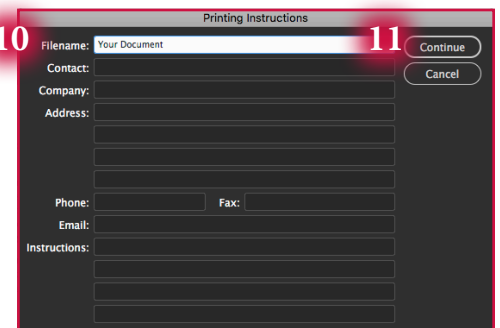 Printing Instructions
10 Filename: Your Document 11 Continue
Contact: Cancel
Company:
Address:
Phone: Fax:
Email:
Instructions: